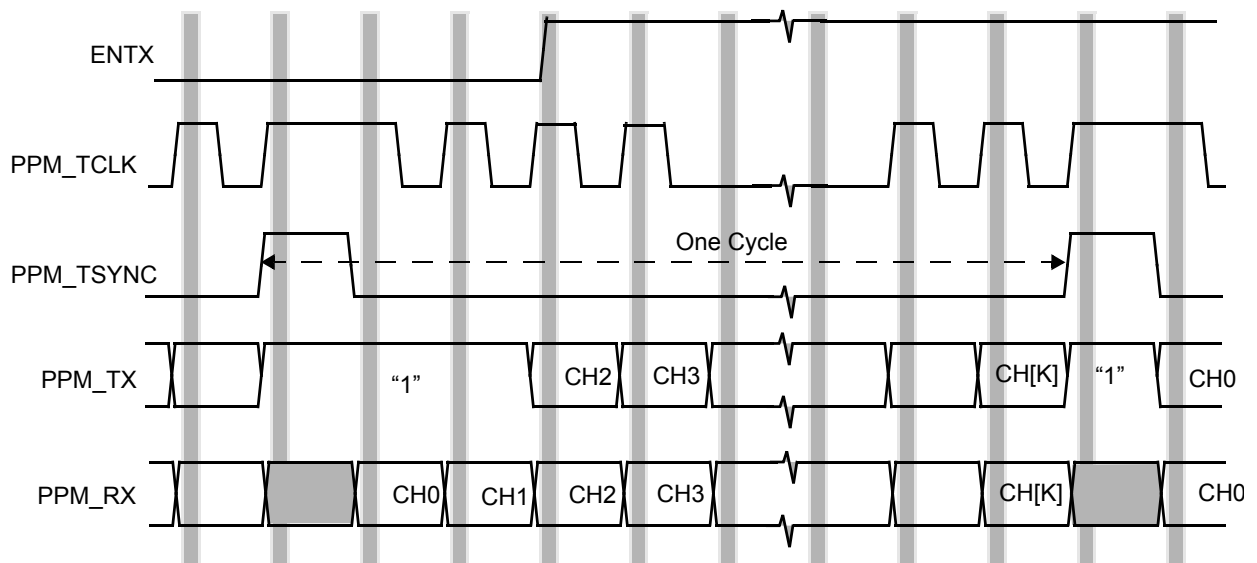 ENTX
PPM_TCLK
One Cycle
PPM_TSYNC
PPM_TX
“1”
CH2
CH3
CH[K]
“1”
CH0
PPM_RX
CH0
CH1
CH2
CH3
CH[K]
CH0